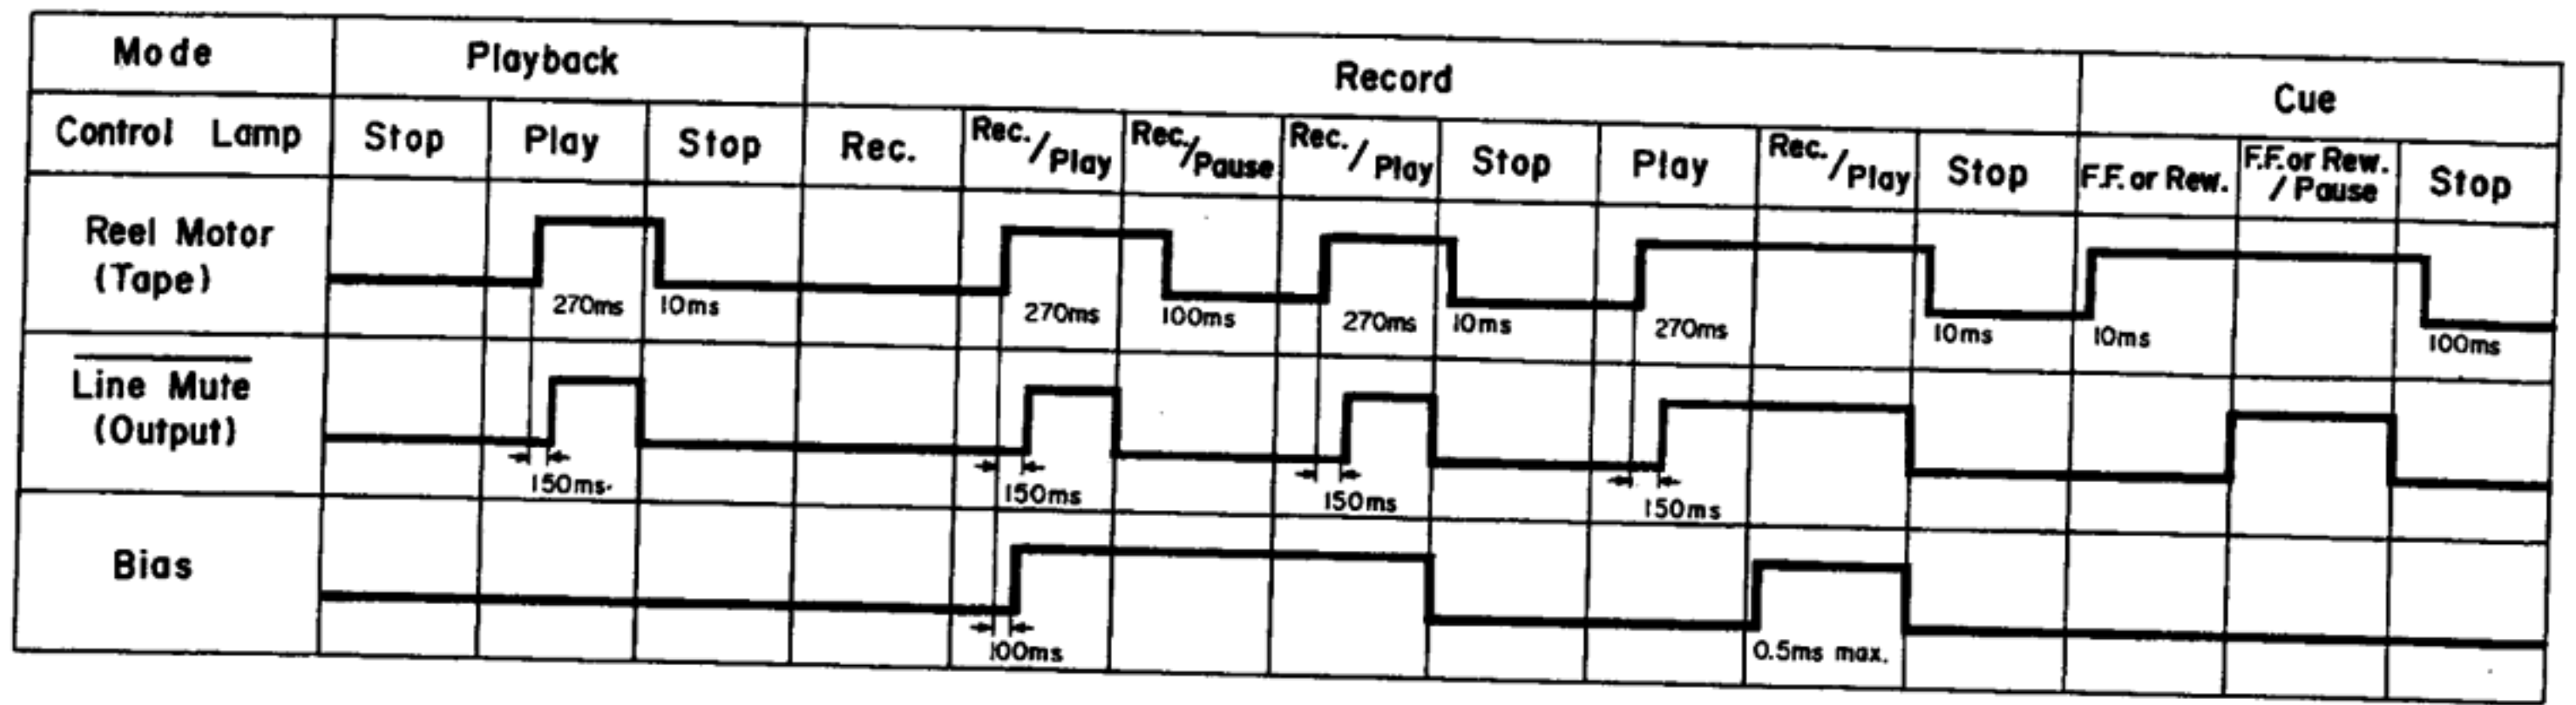 Mode Playback Record Cue
Control Lamp Stop Play Stop Rec. Rec./Play Rec./Pause Rec./Play Stop Play Rec./Play Stop F.F. or Rew. F.F. or Rew./Pause Stop
Reel Motor
(Tape)
270ms 10ms 270ms 100ms 270ms 10ms 270ms 10ms 10ms 100ms
Line Mute
(Output)
150ms. 150ms 150ms 150ms
Bias
100ms 0.5ms max.